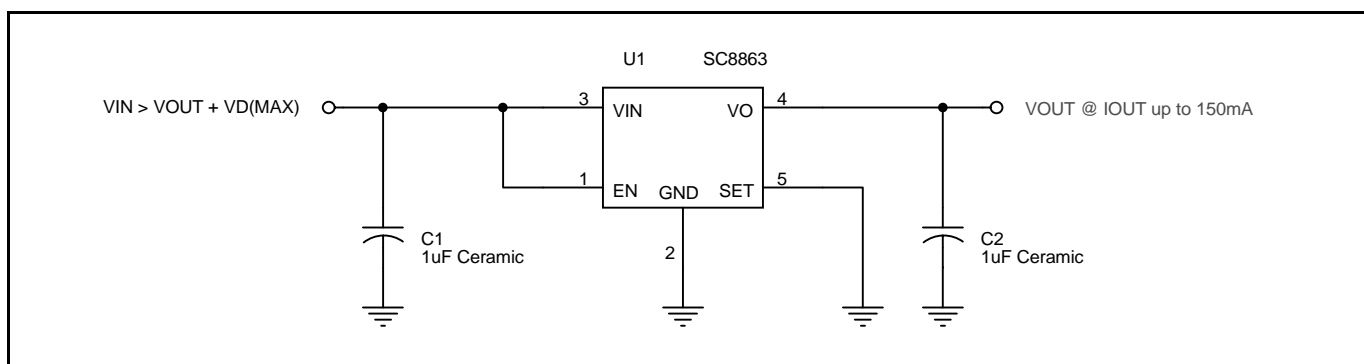 U1 SC8863
VIN > VOUT + VD(MAX)
3
4
VIN
VO
VOUT @ IOUT up to 150mA
1
5
EN
GND
SET
2
C1
1uF Ceramic
C2
1uF Ceramic